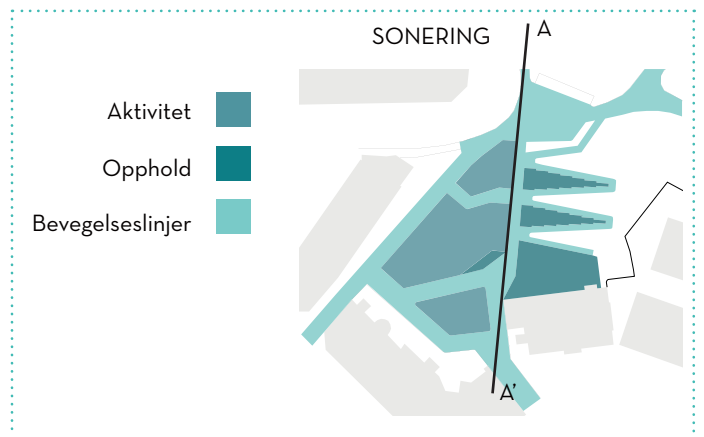 SONERING
A
Aktivitet
Opphold
Bevegelseslinjer
A'